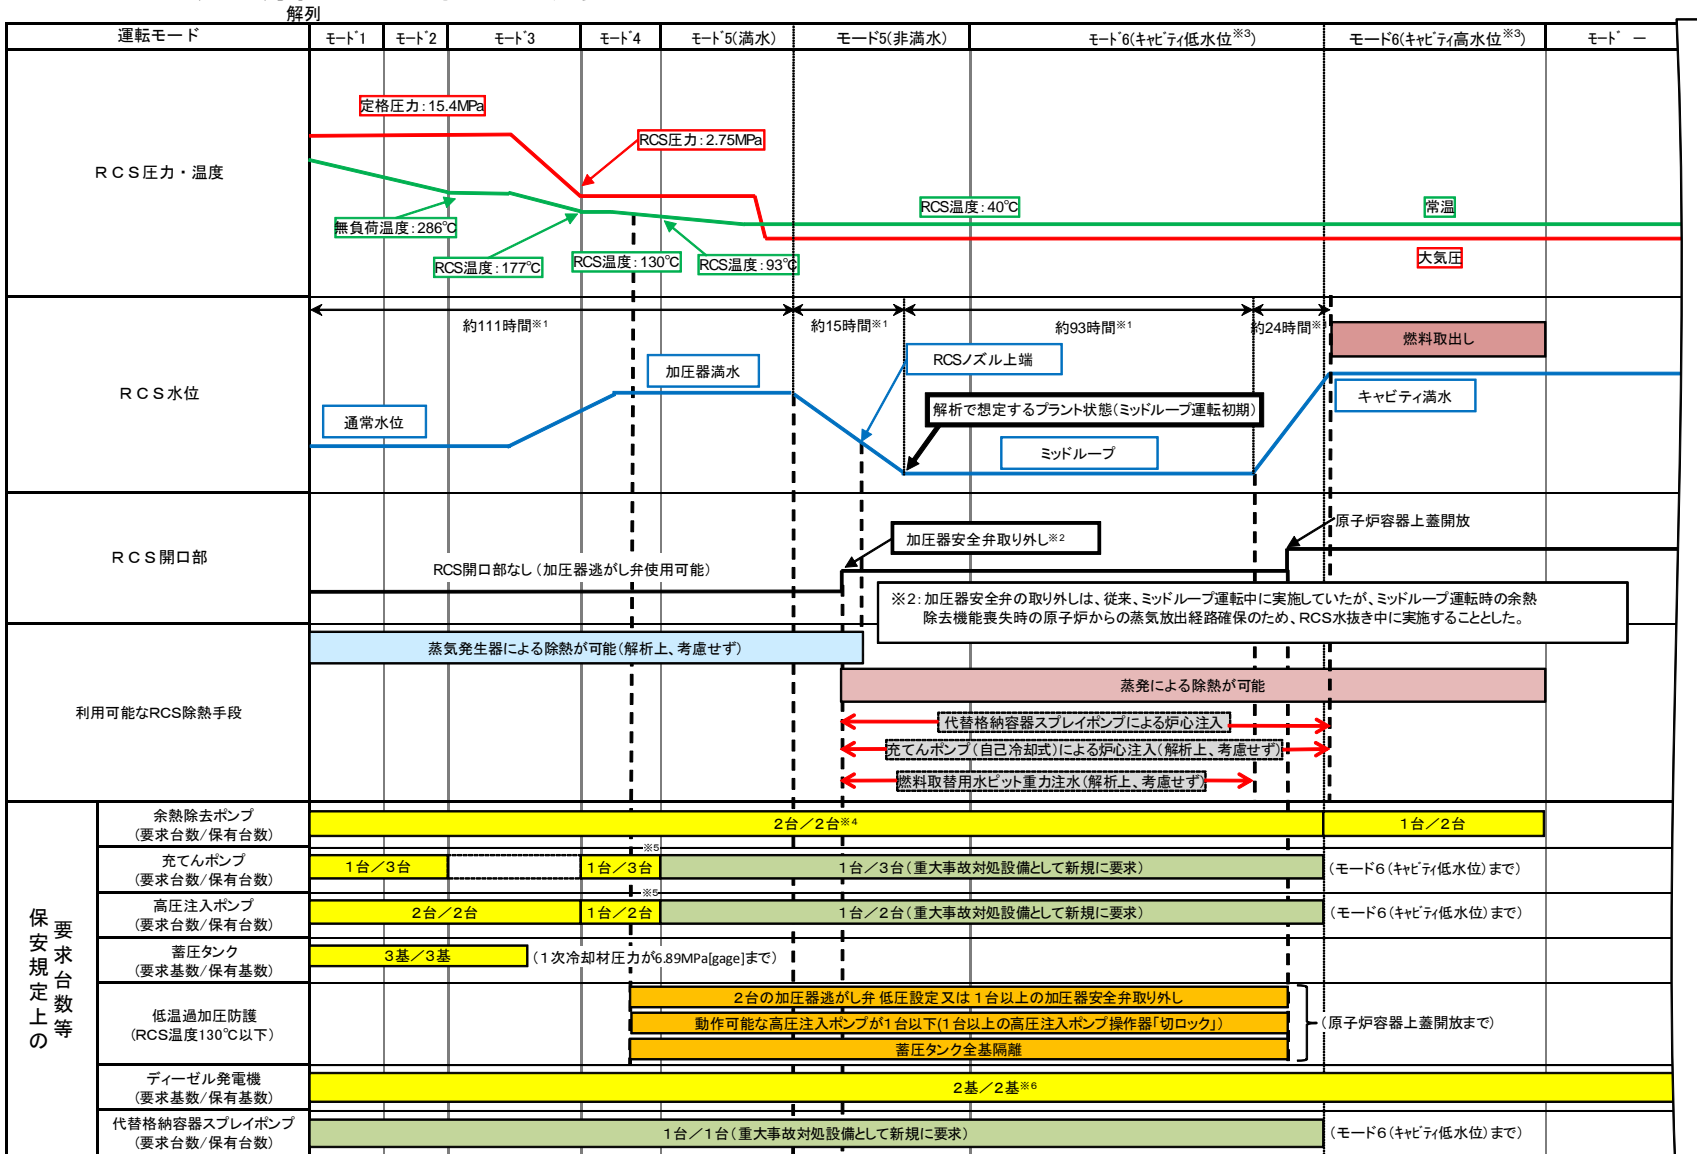 解列
運転モード
モード1
モード2
モード3
モード4
モード5(満水)
モード5(非満水)
モード6(キャビティ低水位※3)
モード6(キャビティ高水位※3)
モード ―
RCS圧力・温度
定格圧力:15.4MPa
RCS圧力:2.75MPa
無負荷温度:286℃
RCS温度:177℃
RCS温度:130℃
RCS温度:93℃
RCS温度:40℃
常温
大気圧
RCS水位
約111時間※1
約15時間※1
約93時間※1
約24時間※1
燃料取出し
通常水位
加圧器満水
RCSノズル上端
解析で想定するプラント状態(ミッドループ運転初期)
ミッドループ
キャビティ満水
RCS開口部
RCS開口部なし(加圧器逃がし弁使用可能)
加圧器安全弁取り外し※2
原子炉容器上蓋開放
※2:加圧器安全弁の取り外しは、従来、ミッドループ運転中に実施していたが、ミッドループ運転時の余熱
除去機能喪失時の原子炉からの蒸気放出経路確保のため、RCS水抜き中に実施することとした。
利用可能なRCS除熱手段
蒸気発生器による除熱が可能(解析上、考慮せず)
蒸発による除熱が可能
代替格納容器スプレイポンプによる炉心注入
充てんポンプ(自己冷却式)による炉心注入(解析上、考慮せず)
燃料取替用水ピット重力注水(解析上、考慮せず)
保安規定上の
要求台数等
余熱除去ポンプ
(要求台数/保有台数)
2台/2台※4
1台/2台
充てんポンプ
(要求台数/保有台数)
1台/3台
※5
1台/3台
1台/3台(重大事故対処設備として新規に要求)
(モード6(キャビティ低水位)まで)
高圧注入ポンプ
(要求台数/保有台数)
2台/2台
※5
1台/2台
1台/2台(重大事故対処設備として新規に要求)
(モード6(キャビティ低水位)まで)
蓄圧タンク
(要求基数/保有基数)
3基/3基
(1次冷却材圧力が6.89MPa[gage]まで)
低温過加圧防護
(RCS温度130℃以下)
2台の加圧器逃がし弁 低圧設定又は1台以上の加圧器安全弁取り外し
動作可能な高圧注入ポンプが1台以下(1台以上の高圧注入ポンプ操作器「切ロック」)
蓄圧タンク全基隔離
(原子炉容器上蓋開放まで)
ディーゼル発電機
(要求基数/保有基数)
2基/2基※6
代替格納容器スプレイポンプ
(要求台数/保有台数)
1台/1台(重大事故対処設備として新規に要求)
(モード6(キャビティ低水位)まで)